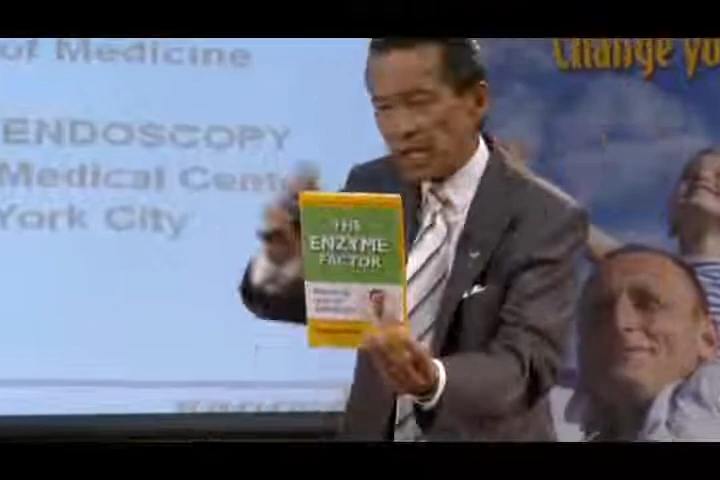 of Medicine
ENDOSCOPY
Medical Cent
York City
Change yo
THE
ENZYME
FACTOR